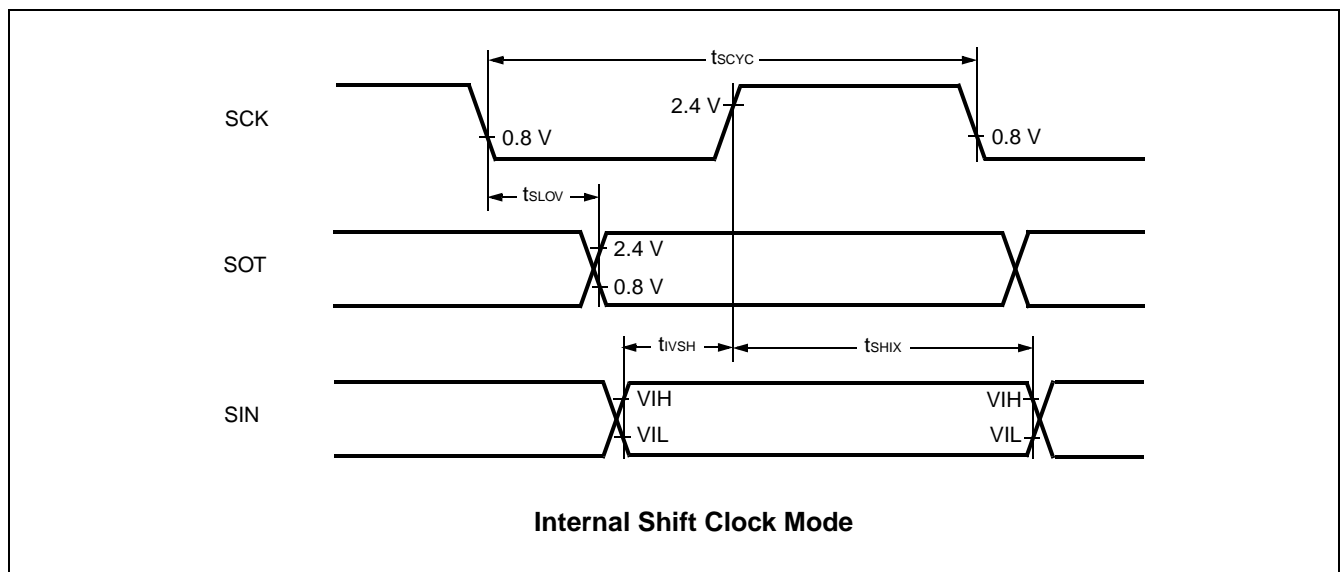 tSCYC
SCK
2.4 V
0.8 V
0.8 V
tSLOV
SOT
2.4 V
0.8 V
tIVSH
tSHIX
SIN
VIH
VIH
VIL
VIL
Internal Shift Clock Mode